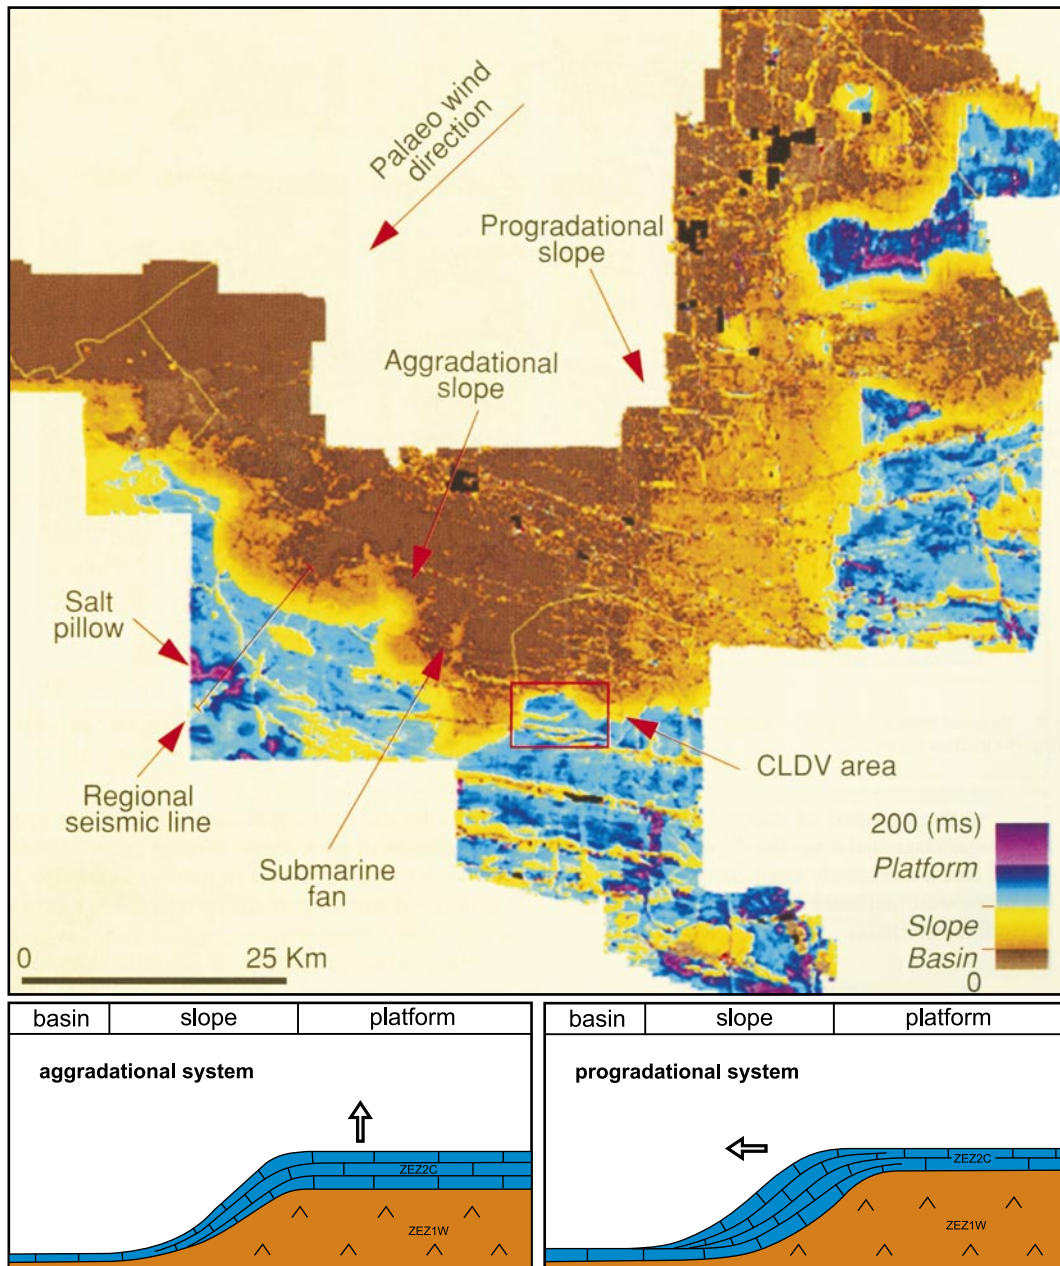 Palaeo wind
direction
Progradational
slope
Aggradational
slope
Salt
pillow
Regional
seismic line
Submarine
fan
CLDV area
200 (ms)
Platform
Slope
Basin
0
0 25 Km
basin slope platform
aggradational system
ZEZ2C
ZEZ1W
basin slope platform
progradational system
ZEZ2C
ZEZ1W